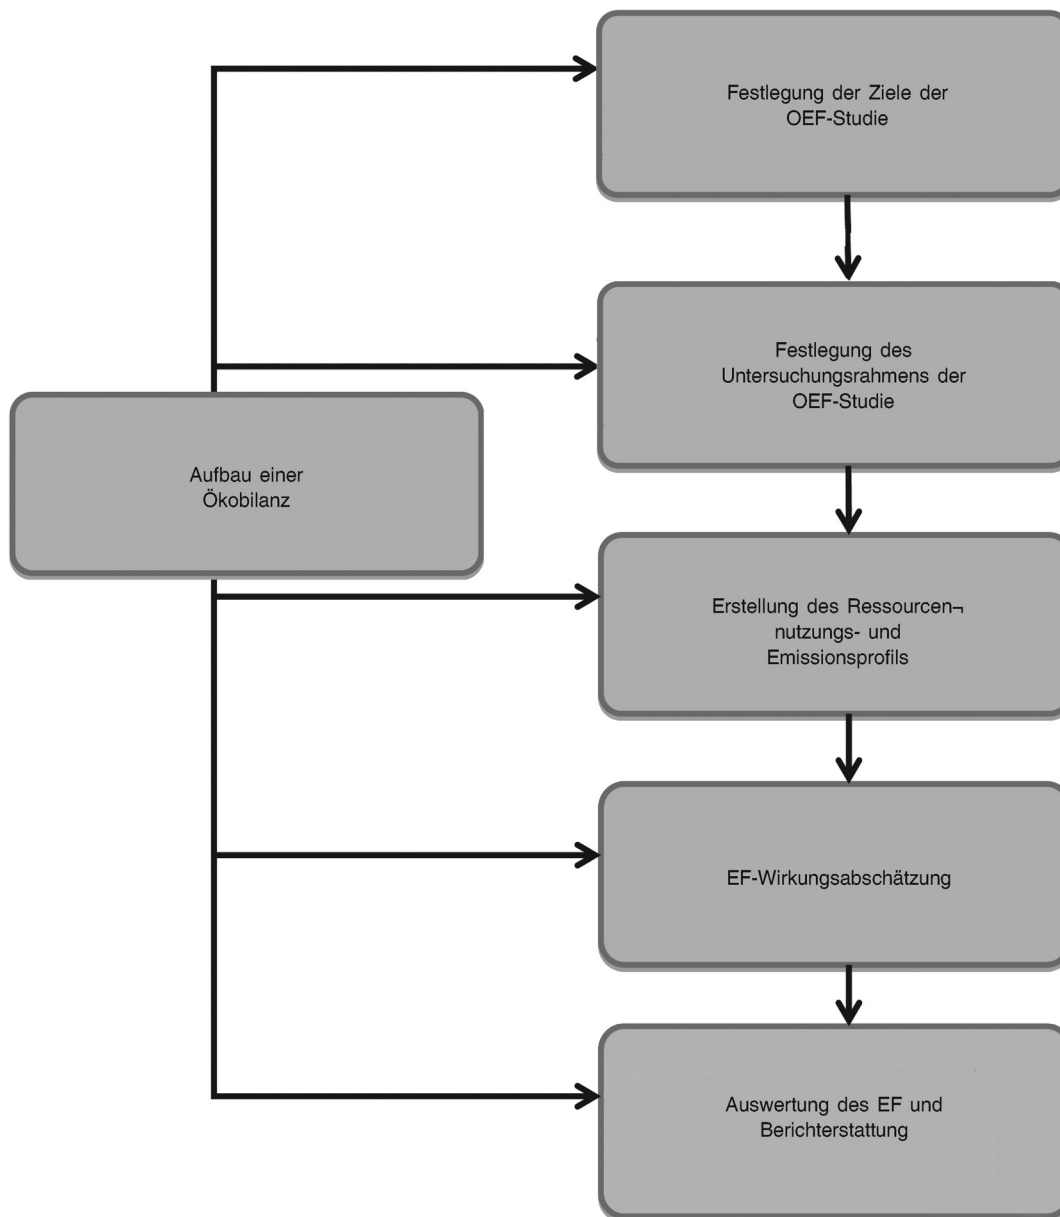 Festlegung der Ziele der
OEF-Studie
Festlegung des
Untersuchungsrahmens der
OEF-Studie
Aufbau einer
Ökobilanz
Erstellung des Ressourcen¬
nutzungs- und
Emissionsprofils
EF-Wirkungsabschätzung
Auswertung des EF und
Berichterstattung